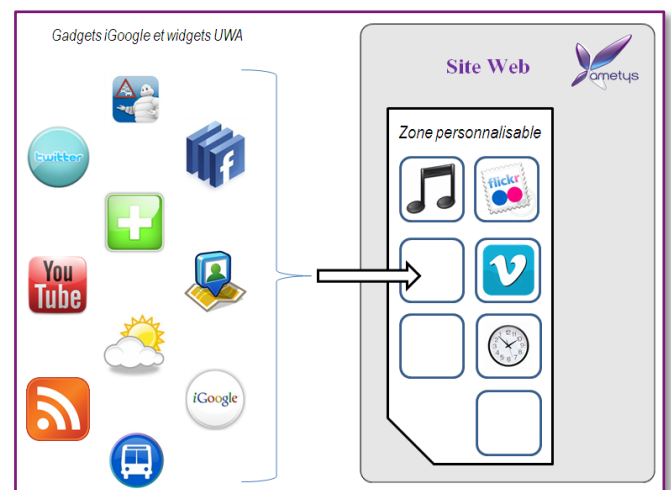 Gadgets iGoogle et widgets UWA
Site Web
ametys
Zone personnalisable
twitter
f
flickr
You
Tube
v
iGoogle